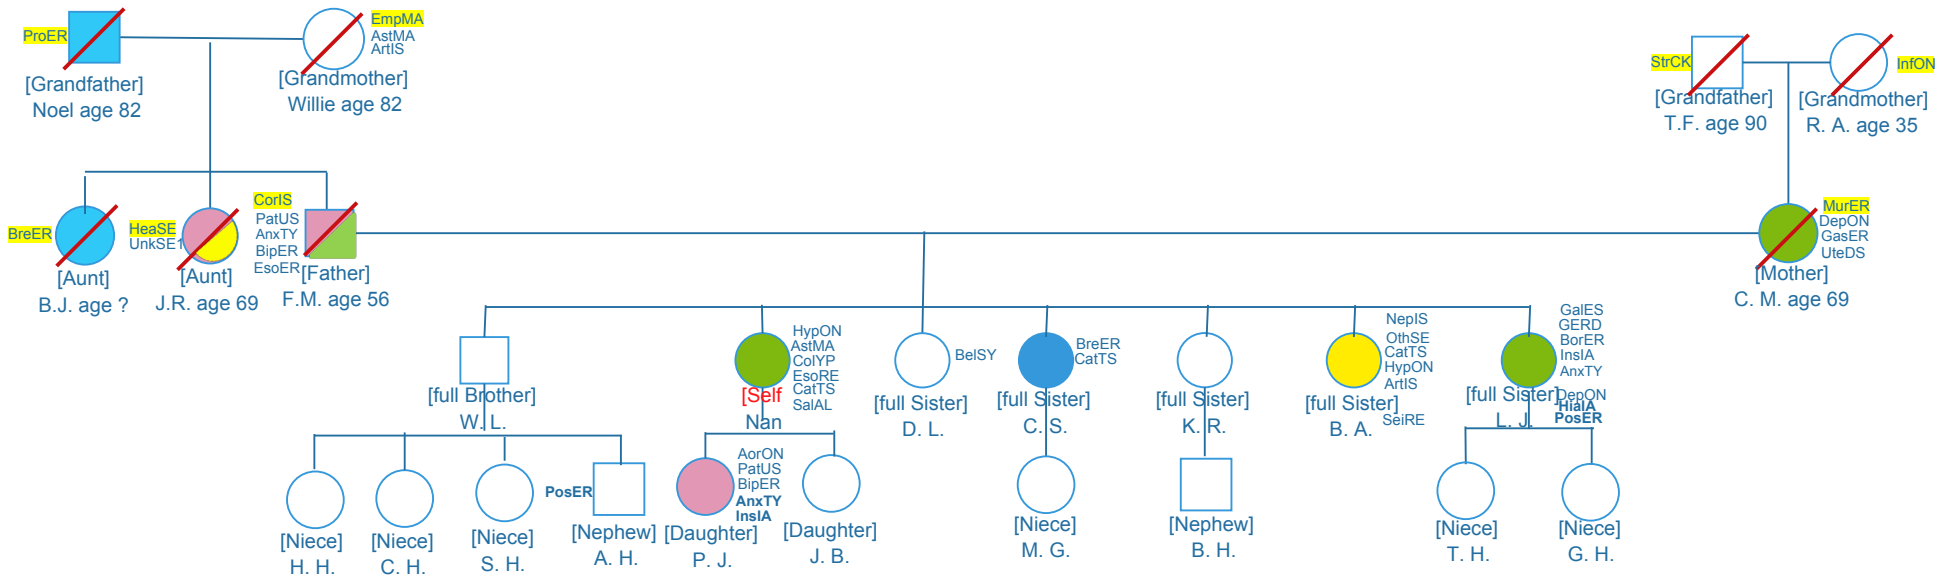 ProER
EmpMA
AstMA
ArtIS
[Grandfather]
Noel age 82
[Grandmother]
Willie age 82
StrCK
InfON
[Grandfather]
T.F. age 90
[Grandmother]
R. A. age 35
BreER
[Aunt]
B.J. age ?
HeaSE
UnkSE1
[Aunt]
J.R. age 69
CorIS
PatUS
AnxTY
BipER
EsoER
[Father]
F.M. age 56
MurER
DepON
GasER
UteDS
[Mother]
C. M. age 69
[full Brother]
W. L.
HypON
AstMA
ColYP
EsoRE
CatTS
SalAL
[Self
Nan
BelSY
[full Sister]
D. L.
BreER
CatTS
[full Sister]
C. S.
[full Sister]
K. R.
NepIS
OthSE
CatTS
HypON
ArtIS
SeiRE
[full Sister]
B. A.
GalES
GERD
BorER
InsIA
AnxTY
DepON
HialA
PosER
[full Sister]
L. J.
[Niece]
H. H.
[Niece]
C. H.
[Niece]
S. H.
PosER
[Nephew]
A. H.
AorON
PatUS
BipER
AnxTY
InsIA
[Daughter]
P. J.
[Daughter]
J. B.
[Niece]
M. G.
[Nephew]
B. H.
[Niece]
T. H.
[Niece]
G. H.